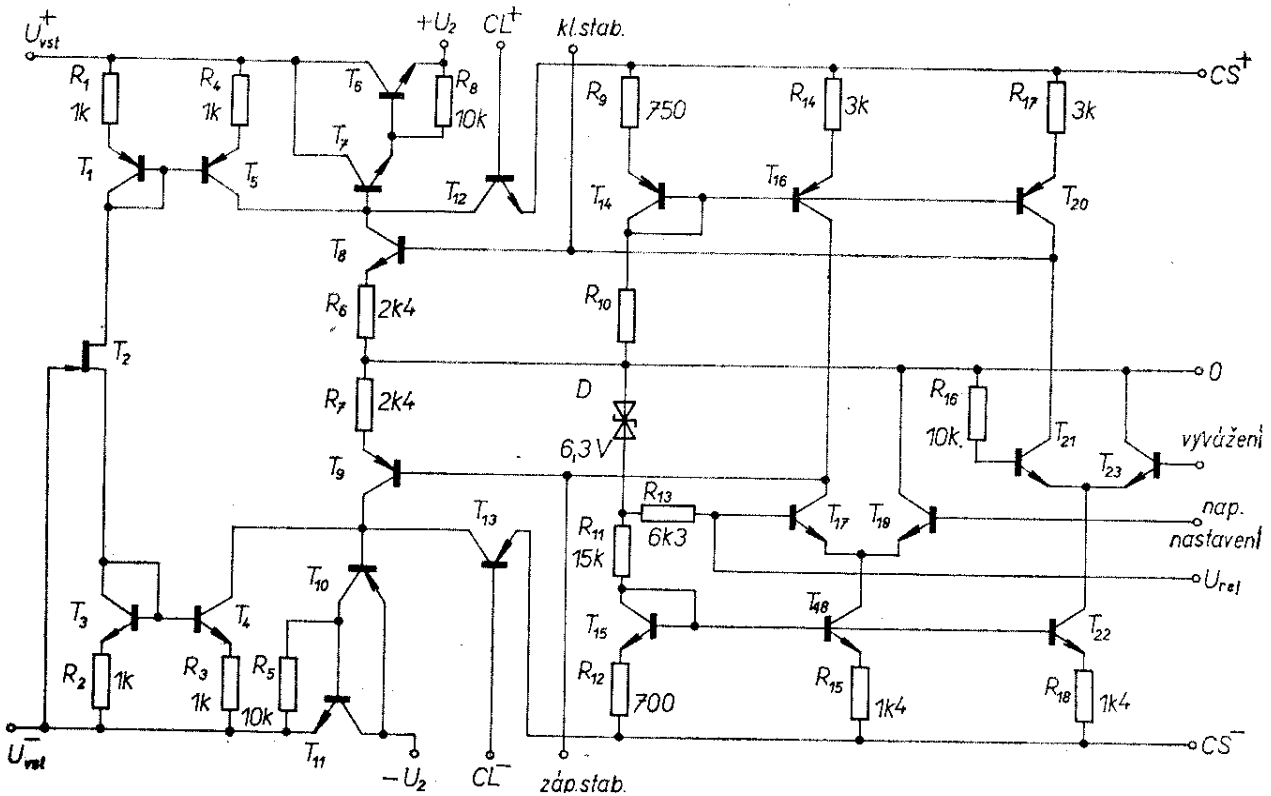 U⁺vst
+U₂
CL⁺
kl.stab.
R₁
1k
R₄
1k
T₆
R₈
10k
R₉
750
R₁₄
3k
R₁₇
3k
CS⁺
T₁
T₅
T₇
T₁₂
T₁₄
T₁₆
T₂₀
T₈
R₆
2k4
R₁₀
T₂
D
6,3V
R₇
2k4
0
R₁₆
10k
T₂₁
T₂₃
vyvážení
T₉
T₁₃
R₁₃
6k3
T₁₇
T₁₉
nap.
nastavení
R₁₁
15k
Uref
T₃
T₄
T₁₀
T₁₅
T₁₈
T₂₂
R₂
1k
R₃
1k
R₅
10k
R₁₂
700
R₁₅
1k4
R₁₈
1k4
U⁻vst
T₁₁
-U₂
CL⁻
záp.stab.
CS⁻